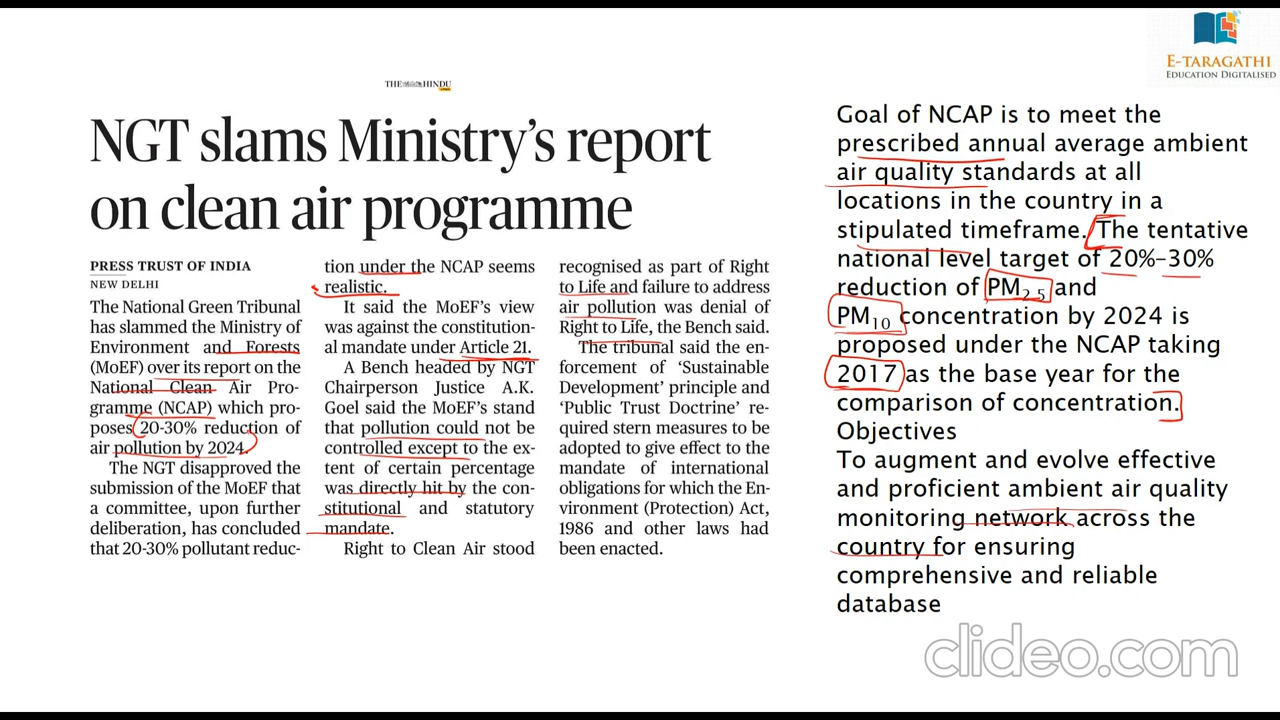 E-TARAGATHI
EDUCATION DIGITALISED
THE HINDU
NGT slams Ministry's report
on clean air programme
PRESS TRUST OF INDIA
NEW DELHI
The National Green Tribunal
has slammed the Ministry of
Environment and Forests
(MoEF) over its report on the
National Clean Air Pro-
gramme (NCAP) which pro-
poses 20-30% reduction of
air pollution by 2024.
The NGT disapproved the
submission of the MoEF that
a committee, upon further
deliberation, has concluded
that 20-30% pollutant reduc-
tion under the NCAP seems
realistic.
It said the MoEF's view
was against the constitution-
al mandate under Article 21.
A Bench headed by NGT
Chairperson Justice A.K.
Goel said the MoEF's stand
that pollution could not be
controlled except to the ex-
tent of certain percentage
was directly hit by the con-
stitutional and statutory
mandate.
Right to Clean Air stood
recognised as part of Right
to Life and failure to address
air pollution was denial of
Right to Life, the Bench said.
The tribunal said the en-
forcement of 'Sustainable
Development' principle and
'Public Trust Doctrine' re-
quired stern measures to be
adopted to give effect to the
mandate of international
obligations for which the En-
vironment (Protection) Act,
1986 and other laws had
been enacted.
Goal of NCAP is to meet the
prescribed annual average ambient
air quality standards at all
locations in the country in a
stipulated timeframe. The tentative
national level target of 20%–30%
reduction of PM2.5 and
PM10 concentration by 2024 is
proposed under the NCAP taking
2017 as the base year for the
comparison of concentration.
Objectives
To augment and evolve effective
and proficient ambient air quality
monitoring network across the
country for ensuring
comprehensive and reliable
database
clideo.com